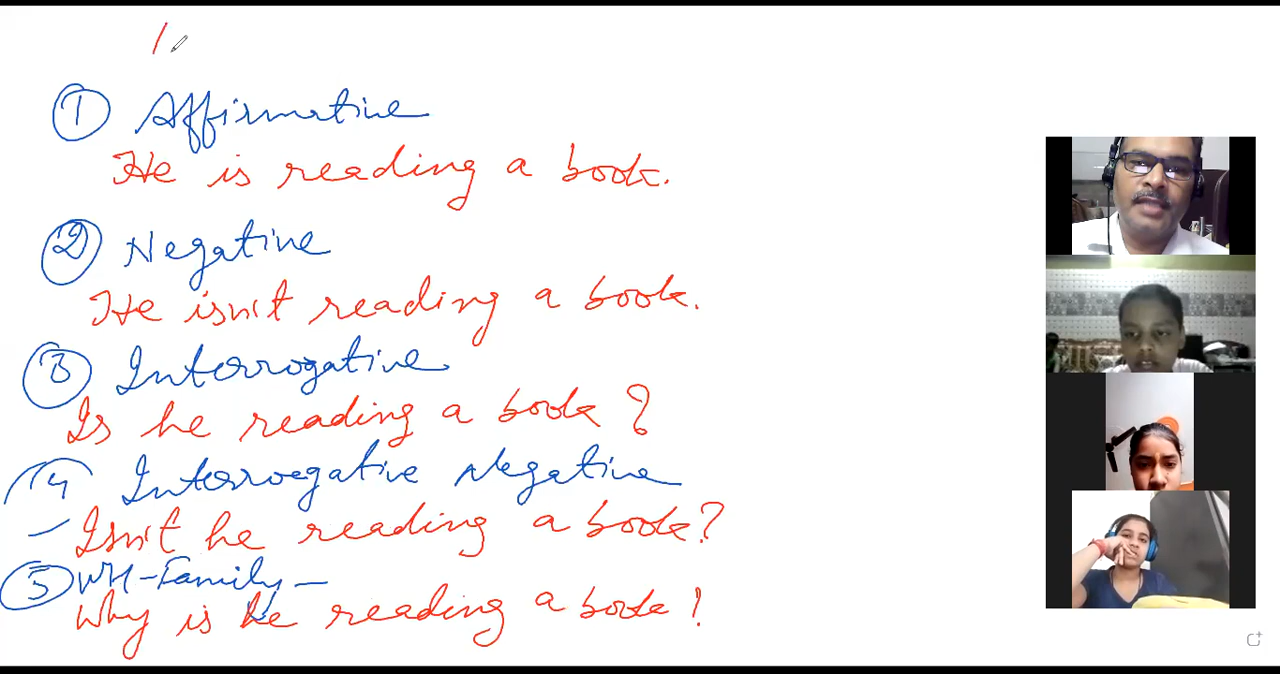 ① Affirmative
He is reading a book.
② Negative
He isn't reading a book.
③ Interrogative
Is he reading a book?
4 Interroegative Negative
Isn't he reading a book?
⑤ WH-Family-
Why is he reading a book?